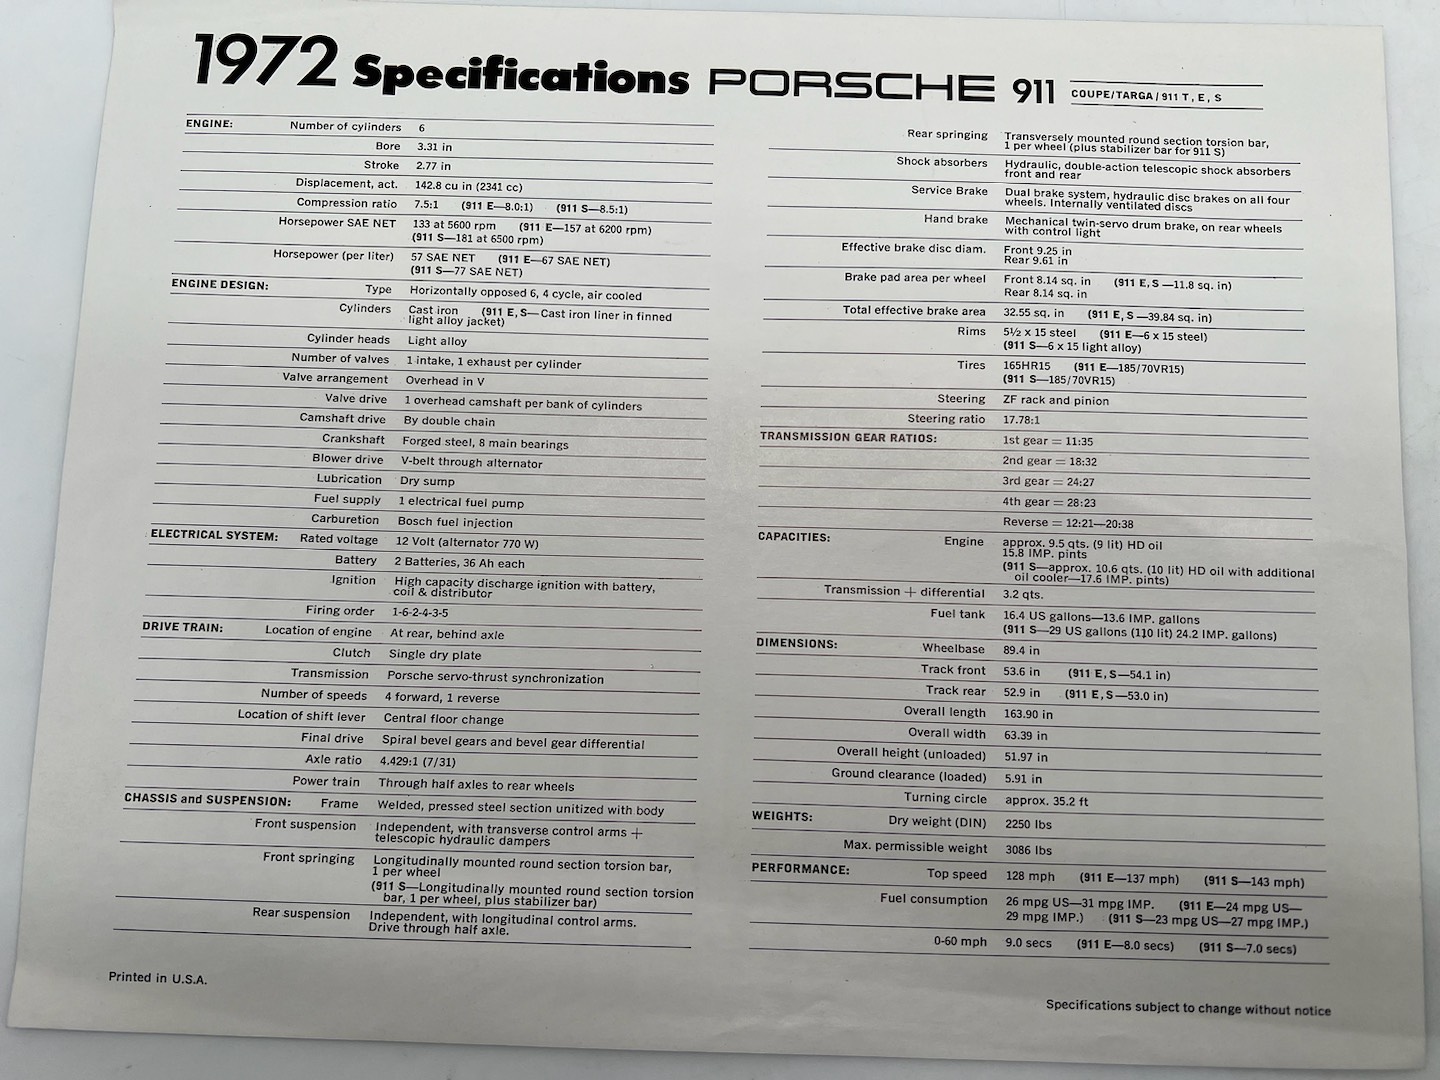 1972 Specifications PORSCHE 911 COUPE/TARGA/911 T, E, S
ENGINE: Number of cylinders 6
Bore 3.31 in
Stroke 2.77 in
Displacement, act. 142.8 cu in (2341 cc)
Compression ratio 7.5:1 (911 E—8.0:1) (911 S—8.5:1)
Horsepower SAE NET 133 at 5600 rpm (911 E—157 at 6200 rpm)
(911 S—181 at 6500 rpm)
Horsepower (per liter) 57 SAE NET (911 E—67 SAE NET)
(911 S—77 SAE NET)
ENGINE DESIGN: Type Horizontally opposed 6, 4 cycle, air cooled
Cylinders Cast iron (911 E, S—Cast iron liner in finned
light alloy jacket)
Cylinder heads Light alloy
Number of valves 1 intake, 1 exhaust per cylinder
Valve arrangement Overhead in V
Valve drive 1 overhead camshaft per bank of cylinders
Camshaft drive By double chain
Crankshaft Forged steel, 8 main bearings
Blower drive V-belt through alternator
Lubrication Dry sump
Fuel supply 1 electrical fuel pump
Carburetion Bosch fuel injection
ELECTRICAL SYSTEM: Rated voltage 12 Volt (alternator 770 W)
Battery 2 Batteries, 36 Ah each
Ignition High capacity discharge ignition with battery,
coil & distributor
Firing order 1-6-2-4-3-5
DRIVE TRAIN: Location of engine At rear, behind axle
Clutch Single dry plate
Transmission Porsche servo-thrust synchronization
Number of speeds 4 forward, 1 reverse
Location of shift lever Central floor change
Final drive Spiral bevel gears and bevel gear differential
Axle ratio 4.429:1 (7/31)
Power train Through half axles to rear wheels
CHASSIS and SUSPENSION: Frame Welded, pressed steel section unitized with body
Front suspension Independent, with transverse control arms +
telescopic hydraulic dampers
Front springing Longitudinally mounted round section torsion bar,
1 per wheel
(911 S—Longitudinally mounted round section torsion
bar, 1 per wheel, plus stabilizer bar)
Rear suspension Independent, with longitudinal control arms.
Drive through half axle.
Printed in U.S.A.
Rear springing Transversely mounted round section torsion bar,
1 per wheel (plus stabilizer bar for 911 S)
Shock absorbers Hydraulic, double-action telescopic shock absorbers
front and rear
Service Brake Dual brake system, hydraulic disc brakes on all four
wheels. Internally ventilated discs
Hand brake Mechanical twin-servo drum brake, on rear wheels
with control light
Effective brake disc diam. Front 9.25 in
Rear 9.61 in
Brake pad area per wheel Front 8.14 sq. in (911 E, S —11.8 sq. in)
Rear 8.14 sq. in
Total effective brake area 32.55 sq. in (911 E, S —39.84 sq. in)
Rims 5½ x 15 steel (911 E—6 x 15 steel)
(911 S—6 x 15 light alloy)
Tires 165HR15 (911 E—185/70VR15)
(911 S—185/70VR15)
Steering ZF rack and pinion
Steering ratio 17.78:1
TRANSMISSION GEAR RATIOS: 1st gear = 11:35
2nd gear = 18:32
3rd gear = 24:27
4th gear = 28:23
Reverse = 12:21—20:38
CAPACITIES: Engine approx. 9.5 qts. (9 lit) HD oil
15.8 IMP. pints
(911 S—approx. 10.6 qts. (10 lit) HD oil with additional
oil cooler—17.6 IMP. pints)
Transmission + differential 3.2 qts.
Fuel tank 16.4 US gallons—13.6 IMP. gallons
(911 S—29 US gallons (110 lit) 24.2 IMP. gallons)
DIMENSIONS: Wheelbase 89.4 in
Track front 53.6 in (911 E, S—54.1 in)
Track rear 52.9 in (911 E, S—53.0 in)
Overall length 163.90 in
Overall width 63.39 in
Overall height (unloaded) 51.97 in
Ground clearance (loaded) 5.91 in
Turning circle approx. 35.2 ft
WEIGHTS: Dry weight (DIN) 2250 lbs
Max. permissible weight 3086 lbs
PERFORMANCE: Top speed 128 mph (911 E—137 mph) (911 S—143 mph)
Fuel consumption 26 mpg US—31 mpg IMP. (911 E—24 mpg US—
29 mpg IMP.) (911 S—23 mpg US—27 mpg IMP.)
0-60 mph 9.0 secs (911 E—8.0 secs) (911 S—7.0 secs)
Specifications subject to change without notice